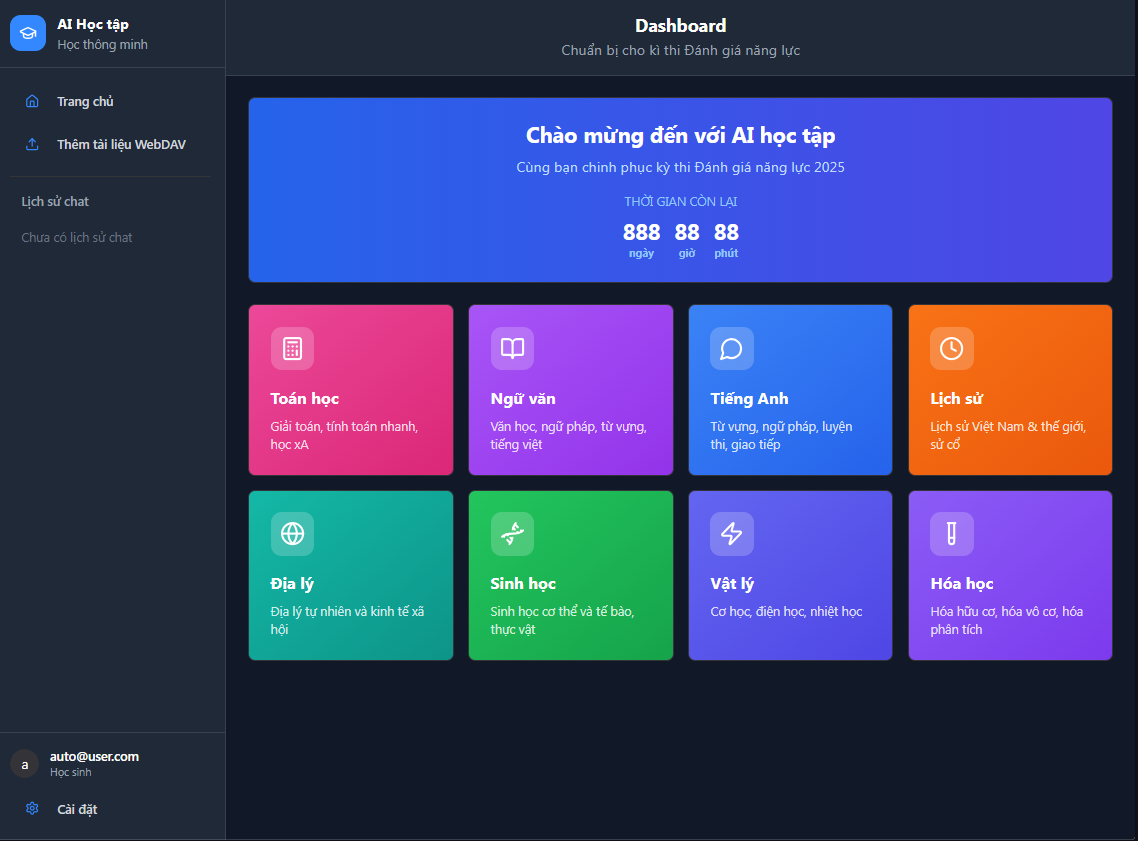 AI Học tập
Học thông minh
Trang chủ
Thêm tài liệu WebDAV
Lịch sử chat
Chưa có lịch sử chat
a
auto@user.com
Học sinh
Cài đặt
Dashboard
Chuẩn bị cho kì thi Đánh giá năng lực
Chào mừng đến với AI học tập
Cùng bạn chinh phục kỳ thi Đánh giá năng lực 2025
THỜI GIAN CÒN LẠI
888 88 88
ngày giờ phút
Toán học
Giải toán, tính toán nhanh,
học xA
Ngữ văn
Văn học, ngữ pháp, từ vựng,
tiếng việt
Tiếng Anh
Từ vựng, ngữ pháp, luyện
thi, giao tiếp
Lịch sử
Lịch sử Việt Nam & thế giới,
sử cổ
Địa lý
Địa lý tự nhiên và kinh tế xã
hội
Sinh học
Sinh học cơ thể và tế bào,
thực vật
Vật lý
Cơ học, điện học, nhiệt học
Hóa học
Hóa hữu cơ, hóa vô cơ, hóa
phân tích